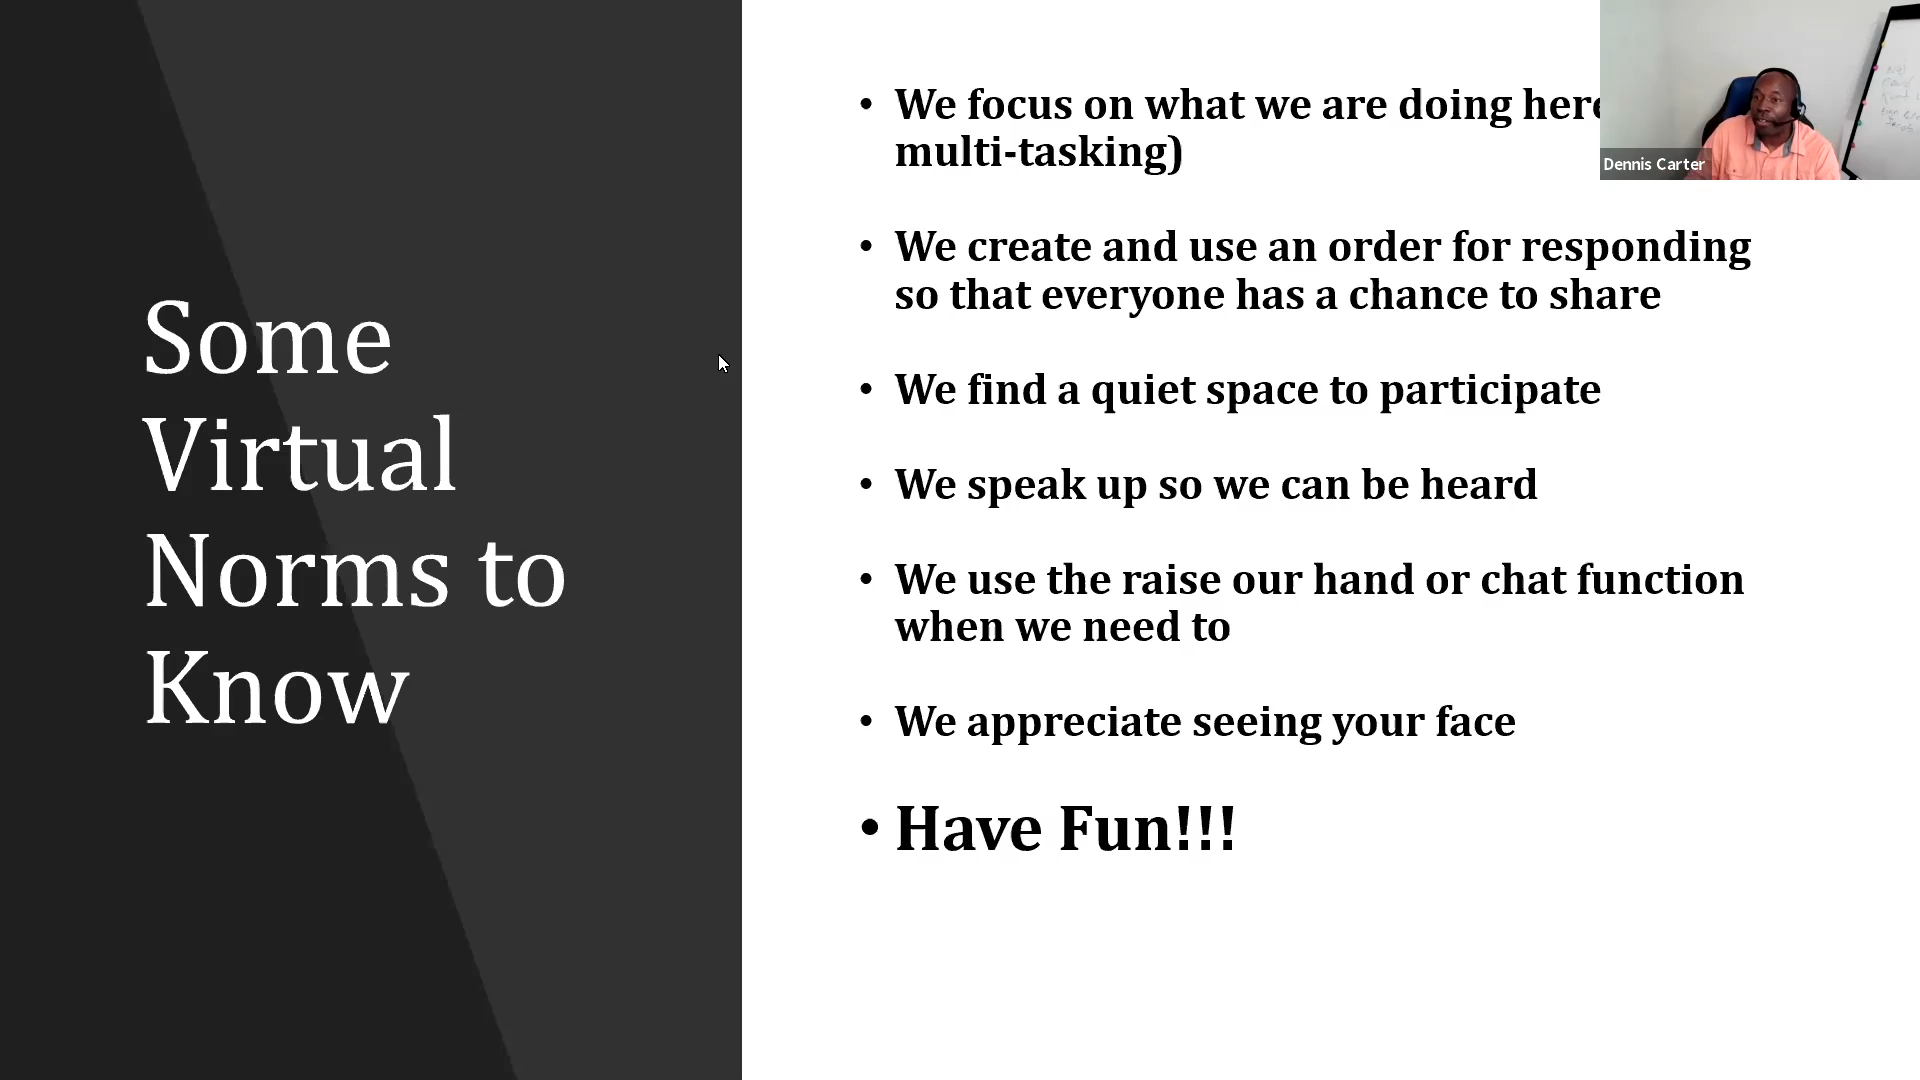 Some
Virtual
Norms to
Know
• We focus on what we are doing here
multi-tasking)
• We create and use an order for responding
so that everyone has a chance to share
• We find a quiet space to participate
• We speak up so we can be heard
• We use the raise our hand or chat function
when we need to
• We appreciate seeing your face
• Have Fun!!!
Dennis Carter